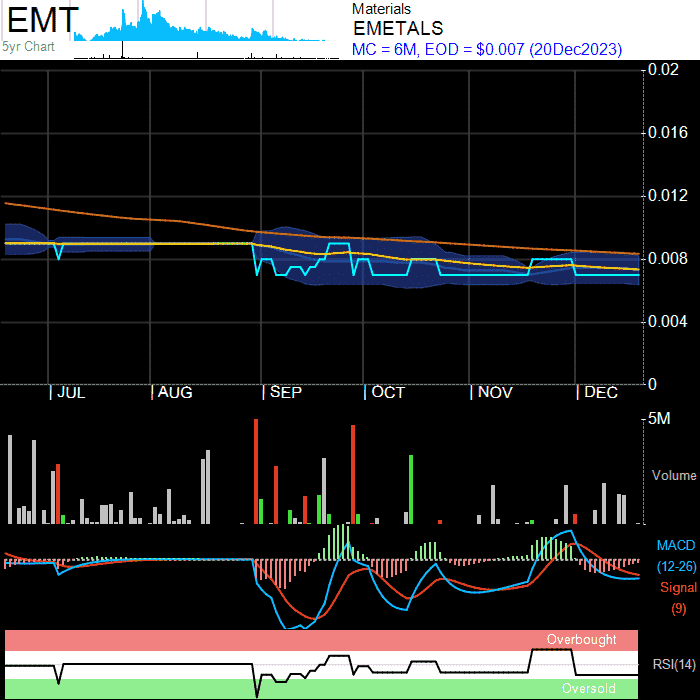 EMT
5yr Chart
Materials
EMETALS
MC = 6M, EOD = $0.007 (20Dec2023)
0.02
0.016
0.012
0.008
0.004
0
JUL AUG SEP OCT NOV DEC
5M
Volume
MACD
(12-26)
Signal
(9)
Overbought
RSI(14)
Oversold